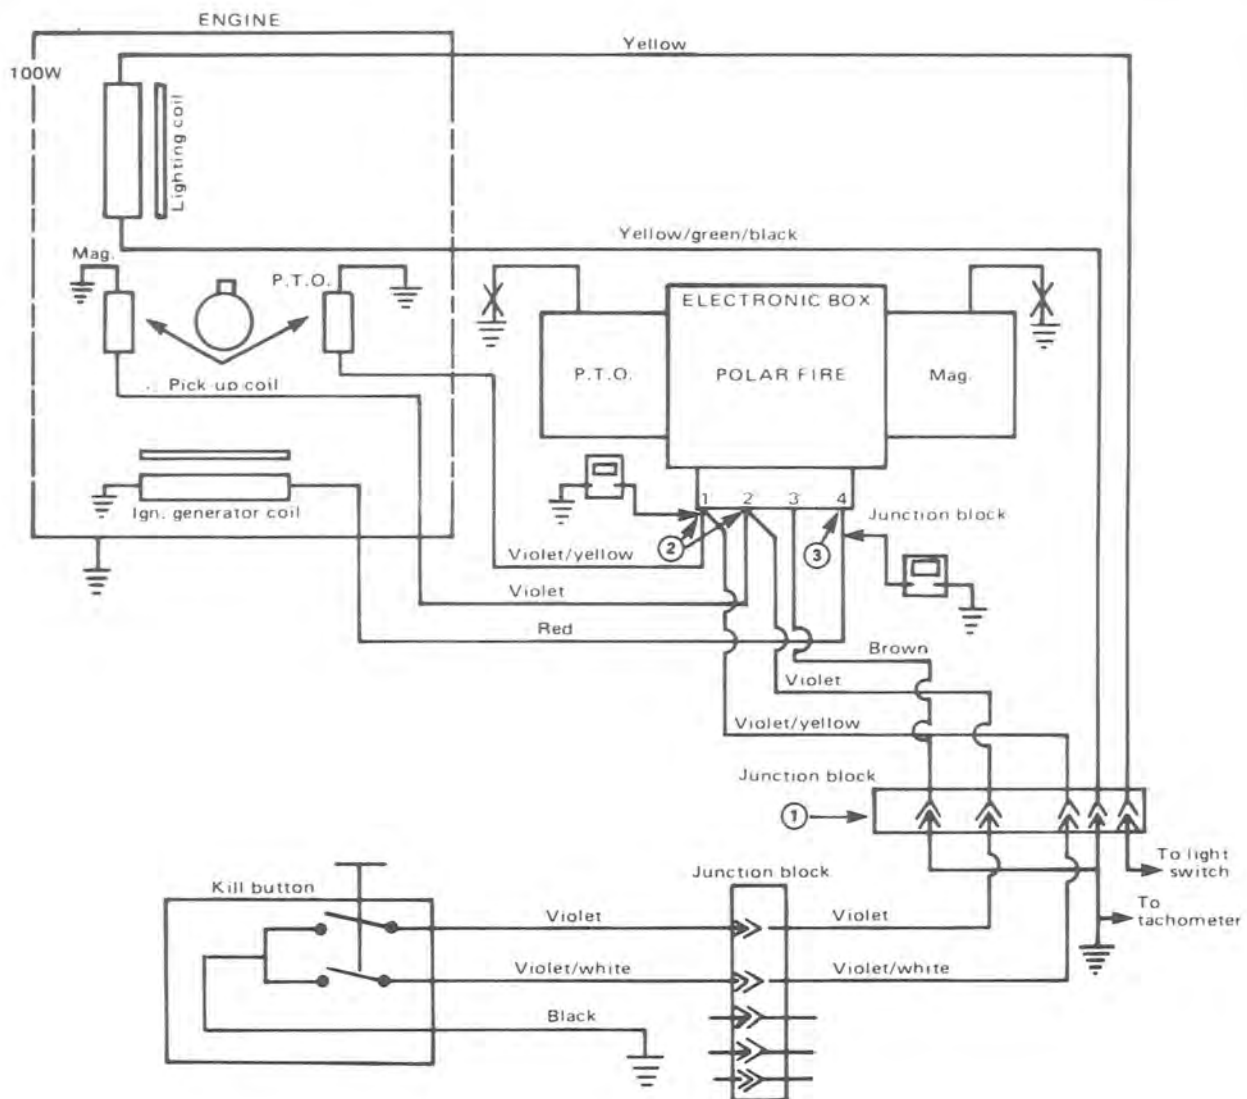 ENGINE
Yellow
100W
Lighting coil
Yellow/green/black
Mag.
P.T.O.
ELECTRONIC BOX
P.T.O.
POLAR FIRE
Mag.
Pick-up coil
1 2 3 4
Junction block
Ign. generator coil
2
3
Violet/yellow
Violet
Red
Brown
Violet
Violet/yellow
Junction block
1
To light
switch
Junction block
Kill button
To
tachometer
Violet
Violet
Violet/white
Violet/white
Black